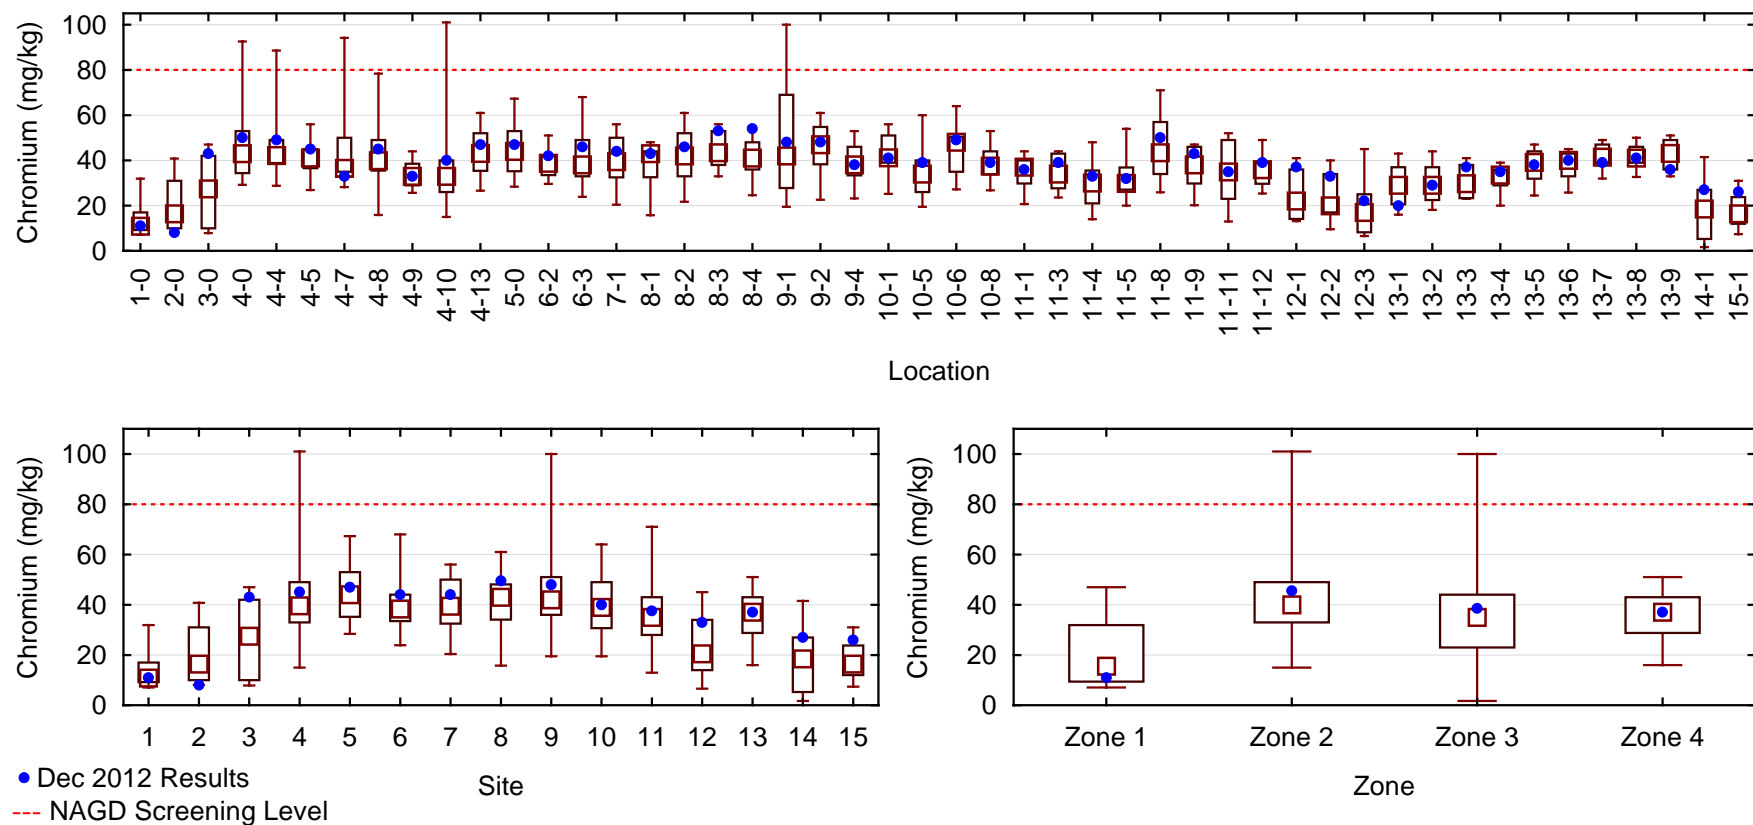 Chromium (mg/kg)
100
80
60
40
20
0
1-0 2-0 3-0 4-0 4-4 4-5 4-7 4-8 4-9 4-10 4-13 5-0 6-2 6-3 7-1 8-1 8-2 8-3 8-4 9-1 9-2 9-4 10-1 10-5 10-6 10-8 11-1 11-3 11-4 11-5 11-8 11-9 11-11 11-12 12-1 12-2 12-3 13-1 13-2 13-3 13-4 13-5 13-6 13-7 13-8 13-9 14-1 15-1
Location
Chromium (mg/kg)
100
80
60
40
20
0
1 2 3 4 5 6 7 8 9 10 11 12 13 14 15
Site
Chromium (mg/kg)
100
80
60
40
20
0
Zone 1 Zone 2 Zone 3 Zone 4
Zone
Dec 2012 Results
NAGD Screening Level